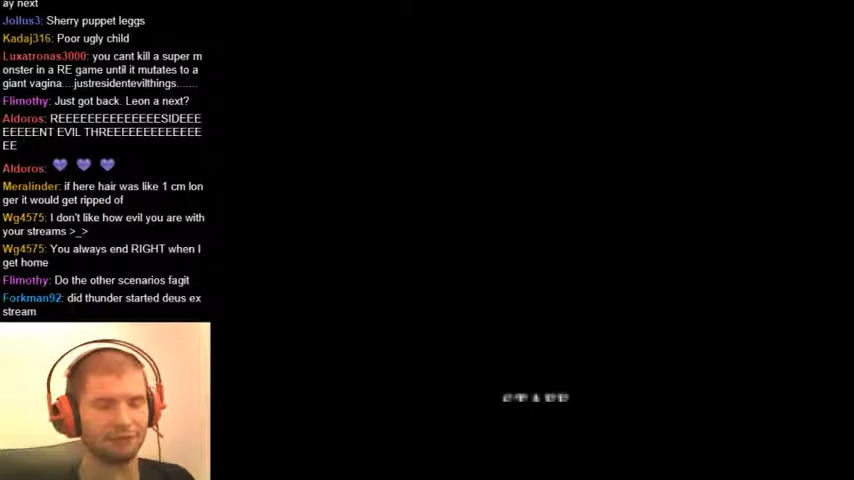 ay next
Jollus3: Sherry puppet leggs
Kadaj316: Poor ugly child
Luxatronas3000: you cant kill a super m
onster in a RE game until it mutates to a
giant vagina....justresidentevilthings.......
Flimothy: Just got back. Leon a next?
Aldoros: REEEEEEEEEEEEEESIDEEE
EEEEENT EVIL THREEEEEEEEEEEEE
EE
Aldoros:
Meralinder: if here hair was like 1 cm lon
ger it would get ripped of
Wg4575: I don't like how evil you are with
your streams >_>
Wg4575: You always end RIGHT when I
get home
Flimothy: Do the other scenarios fagit
Forkman92: did thunder started deus ex
stream
STAFF